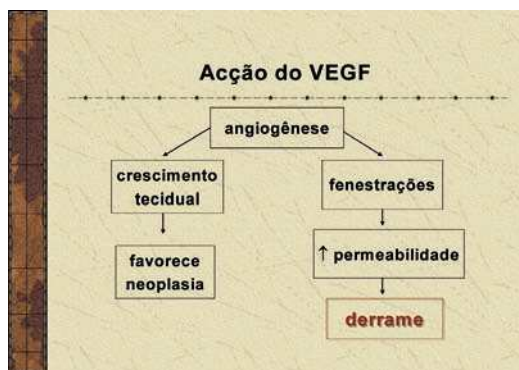 Acção do VEGF
angiogênese
crescimento
tecidual
fenestrações
favorece
neoplasia
↑ permeabilidade
derrame